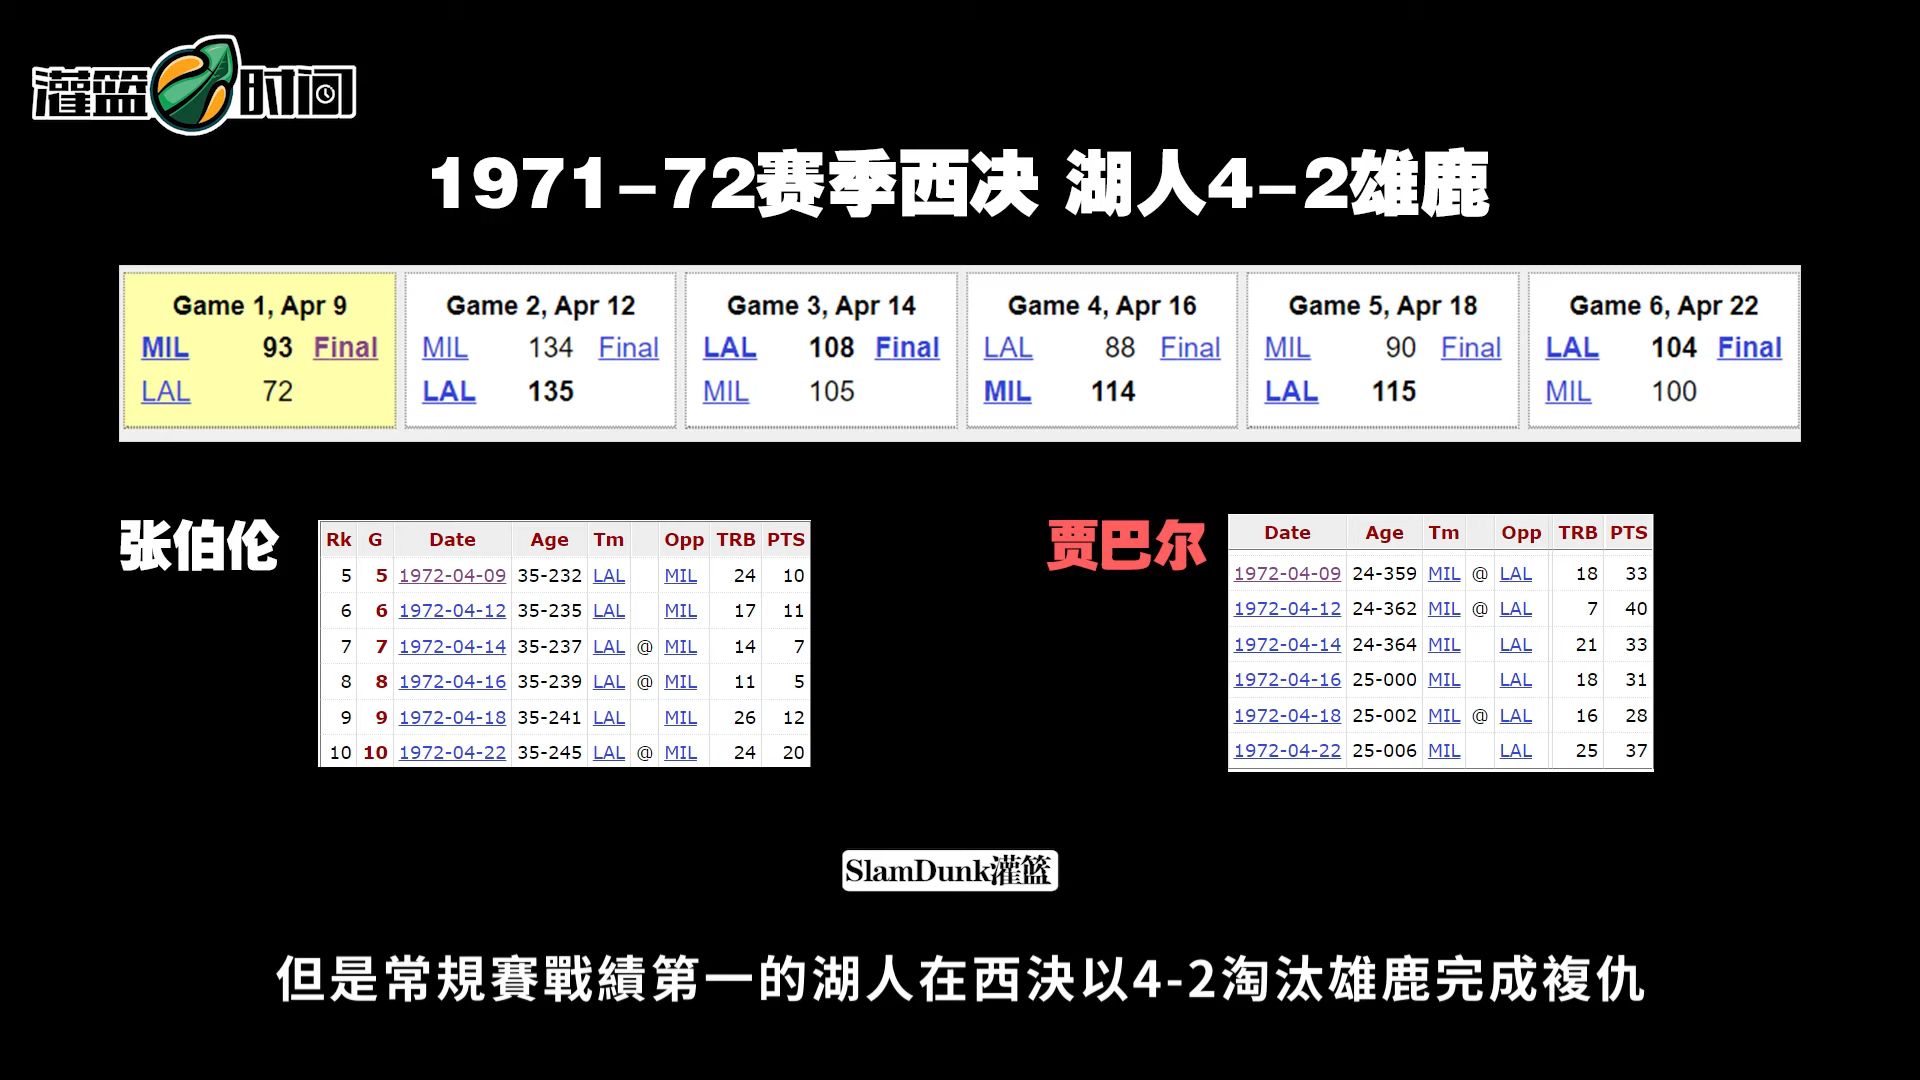 灌篮时间
1971-72赛季西决 湖人4-2雄鹿
Game 1, Apr 9
MIL 93 Final
LAL 72
Game 2, Apr 12
MIL 134 Final
LAL 135
Game 3, Apr 14
LAL 108 Final
MIL 105
Game 4, Apr 16
LAL 88 Final
MIL 114
Game 5, Apr 18
MIL 90 Final
LAL 115
Game 6, Apr 22
LAL 104 Final
MIL 100
张伯伦
Rk G Date Age Tm Opp TRB PTS
5 5 1972-04-09 35-232 LAL MIL 24 10
6 6 1972-04-12 35-235 LAL MIL 17 11
7 7 1972-04-14 35-237 LAL @ MIL 14 7
8 8 1972-04-16 35-239 LAL @ MIL 11 5
9 9 1972-04-18 35-241 LAL MIL 26 12
10 10 1972-04-22 35-245 LAL @ MIL 24 20
贾巴尔
Date Age Tm Opp TRB PTS
1972-04-09 24-359 MIL @ LAL 18 33
1972-04-12 24-362 MIL @ LAL 7 40
1972-04-14 24-364 MIL LAL 21 33
1972-04-16 25-000 MIL LAL 18 31
1972-04-18 25-002 MIL @ LAL 16 28
1972-04-22 25-006 MIL LAL 25 37
SlamDunk灌篮
但是常規賽戰績第一的湖人在西決以4-2淘汰雄鹿完成複仇